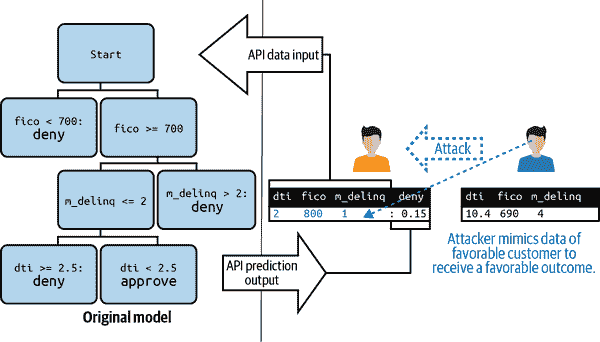 Start
API data input
fico < 700:
deny
fico >= 700
Attack
m_delinq <= 2
m_delinq > 2:
deny
dti fico m_delinq deny
2 800 1 : 0.15
dti fico m_delinq
10.4 690 4
Attacker mimics data of
favorable customer to
receive a favorable outcome.
dti >= 2.5:
deny
dti < 2.5
approve
API prediction
output
Original model